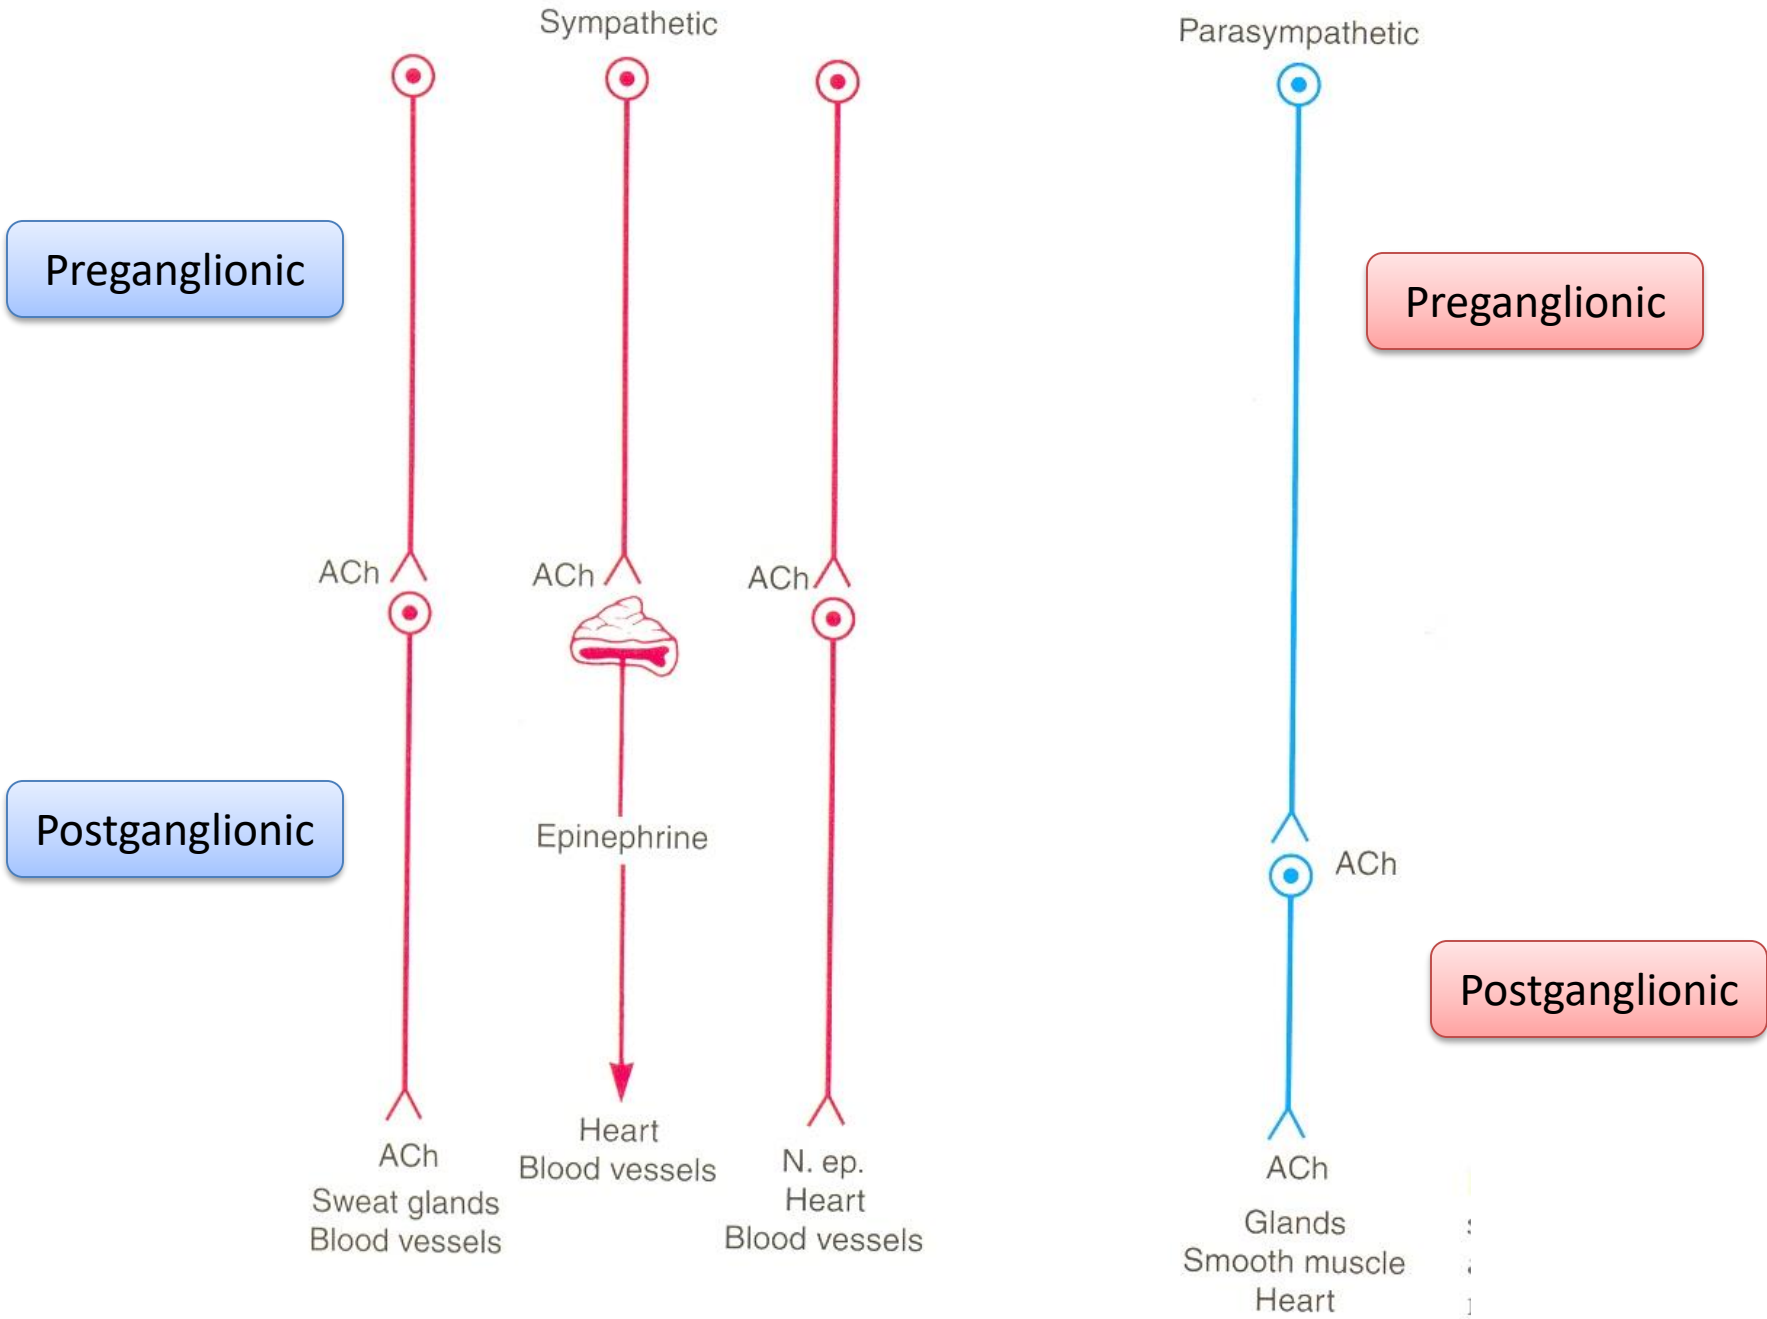 Sympathetic
Parasympathetic
Preganglionic
Preganglionic
ACh
ACh
ACh
Postganglionic
Epinephrine
ACh
Postganglionic
ACh
Sweat glands
Blood vessels
Heart
Blood vessels
N. ep.
Heart
Blood vessels
ACh
Glands
Smooth muscle
Heart